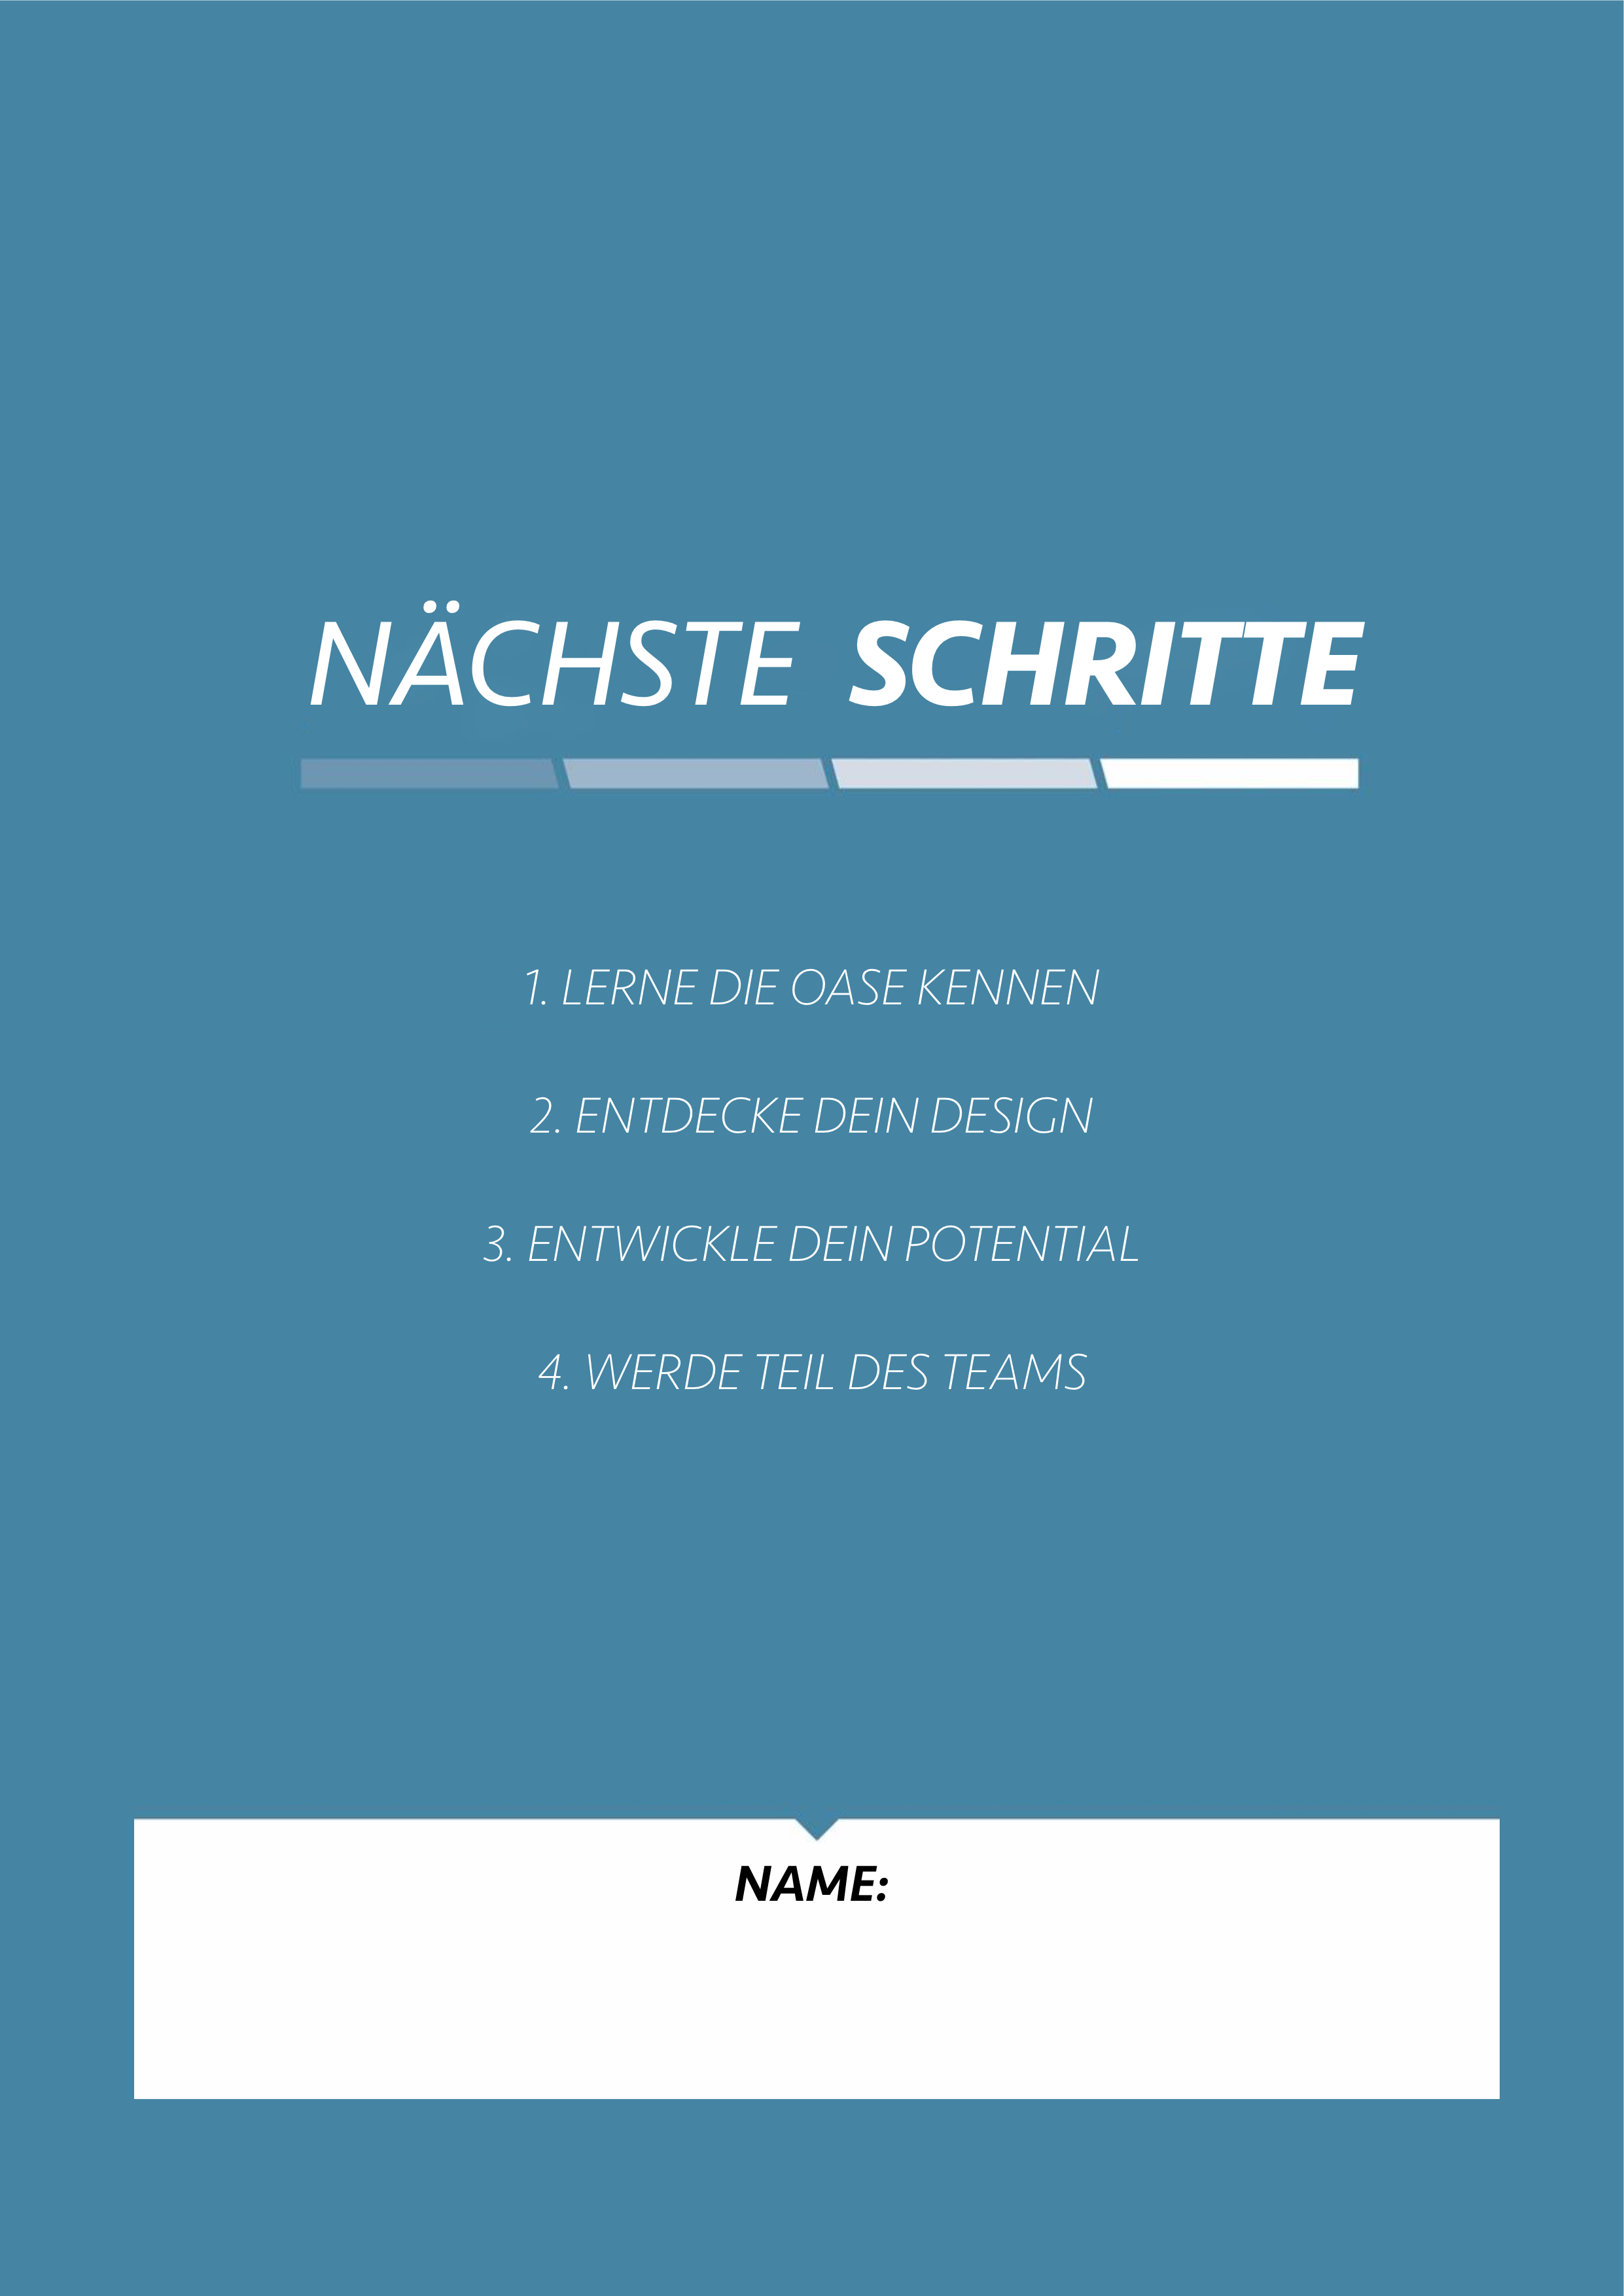 NÄCHSTE SCHRITTE
1. LERNE DIE OASE KENNEN
2. ENTDECKE DEIN DESIGN
3. ENTWICKLE DEIN POTENTIAL
4. WERDE TEIL DES TEAMS
NAME: